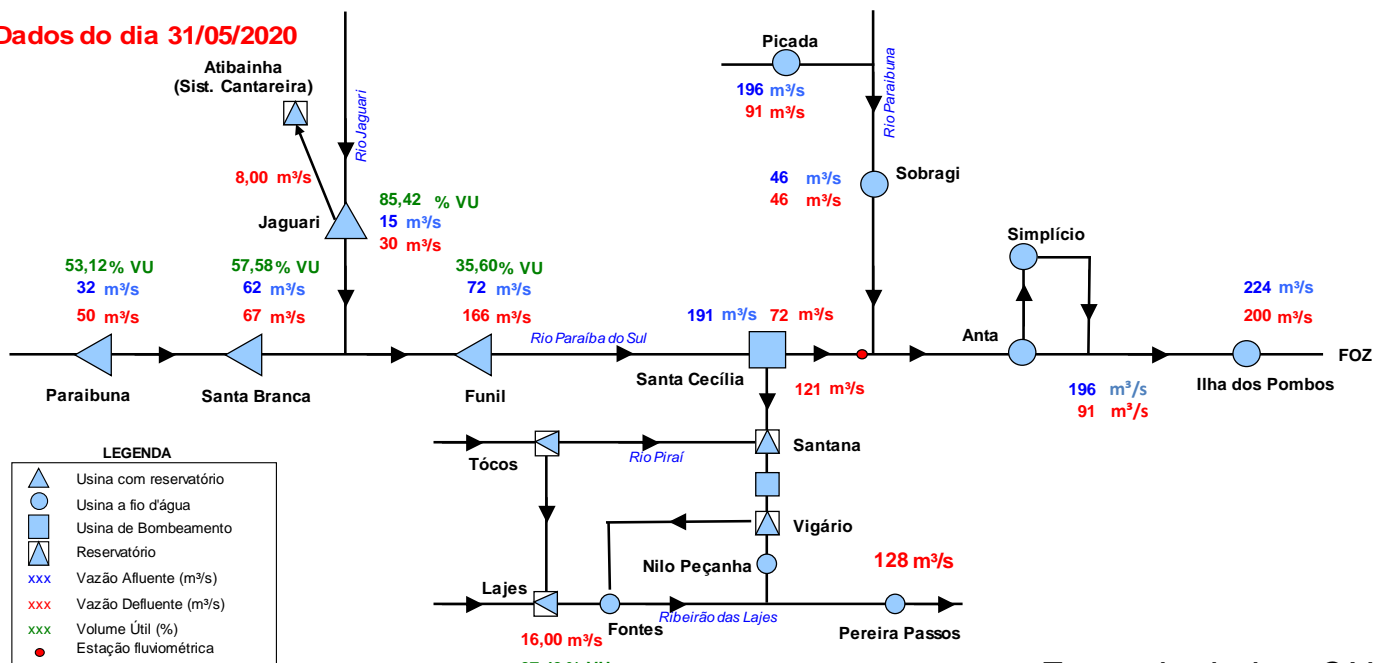 Dados do dia 31/05/2020
Atibainha
(Sist. Cantareira)
Rio Jaguari
8,00 m³/s
Jaguari
85,42 % VU
15 m³/s
30 m³/s
Picada
196 m³/s
91 m³/s
Rio Paraibuna
46 m³/s
46 m³/s
Sobragi
53,12 % VU
32 m³/s
50 m³/s
Paraibuna
57,58 % VU
62 m³/s
67 m³/s
Santa Branca
35,60 % VU
72 m³/s
166 m³/s
Funil
Rio Paraíba do Sul
191 m³/s 72 m³/s
Santa Cecília
121 m³/s
Simplício
Anta
196 m³/s
91 m³/s
224 m³/s
200 m³/s
Ilha dos Pombos
FOZ
Tócos
Rio Piraí
Santana
Vigário
Nilo Peçanha
128 m³/s
Lajes
16,00 m³/s
Fontes
Ribeirão das Lajes
Pereira Passos
LEGENDA
Usina com reservatório
Usina a fio d'água
Usina de Bombeamento
Reservatório
xxx Vazão Afluente (m³/s)
xxx Vazão Defluente (m³/s)
xxx Volume Útil (%)
Estação fluviométrica